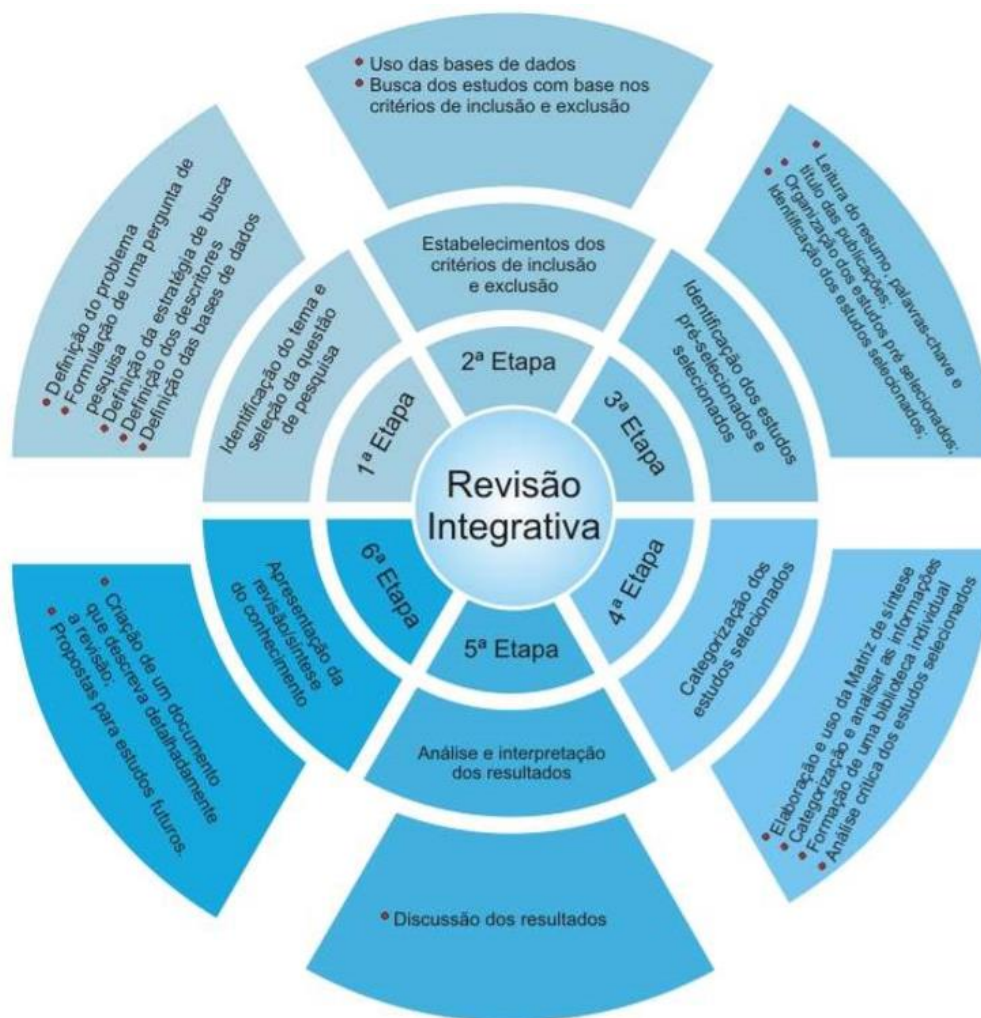 Revisão
Integrativa
1ª Etapa
Identificação do tema e
seleção da questão
de pesquisa
• Definição do problema
• Formulação de uma pergunta de
pesquisa
• Definição da estratégia de busca
• Definição dos descritores
• Definição das bases de dados
2ª Etapa
Estabelecimentos dos
critérios de inclusão
e exclusão
• Uso das bases de dados
• Busca dos estudos com base nos
critérios de inclusão e exclusão
3ª Etapa
Identificação dos estudos
pré-selecionados e
selecionados
• Leitura do resumo, palavras-chave e
título das publicações;
• Organização dos estudos pré selecionados;
• Identificação dos estudos selecionados;
4ª Etapa
Categorização dos
estudos selecionados
• Elaboração e uso da Matriz de síntese
• Categorização e analisar as informações
• Formação de uma biblioteca individual
• Análise crítica dos estudos selecionados
5ª Etapa
Análise e interpretação
dos resultados
• Discussão dos resultados
6ª Etapa
Apresentação da
revisão/síntese
do conhecimento
• Criação de um documento
que descreva detalhadamente
a revisão;
• Propostas para estudos futuros.